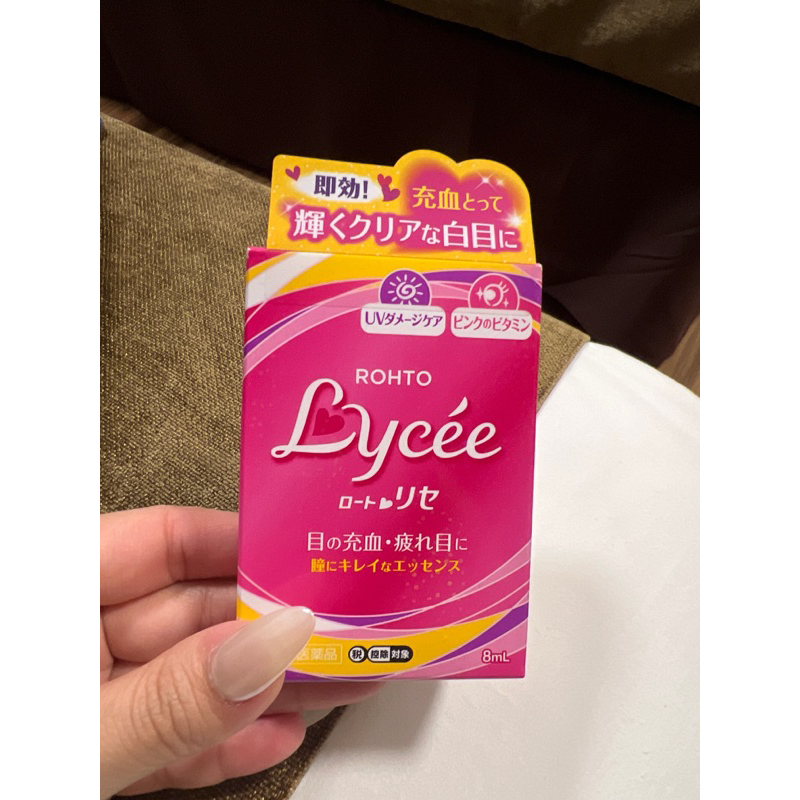 即効!
充血とって
輝くクリアな白目に
UVダメージケア
ピンクのビタミン
ROHTO
Lycée
ロートリセ
目の充血・疲れ目に
瞳にキレイなエッセンス
医薬品
税 控除 対象
8mL